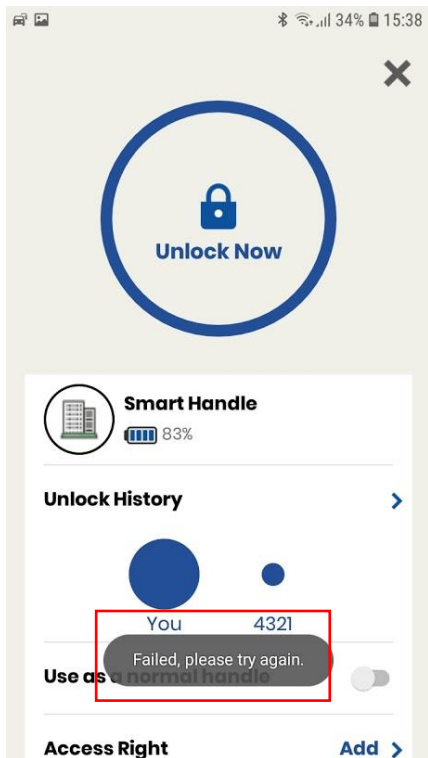 34% 15:38
Unlock Now
Smart Handle
83%
Unlock History
You 4321
Failed, please try again.
Use as a normal handle
Access Right Add